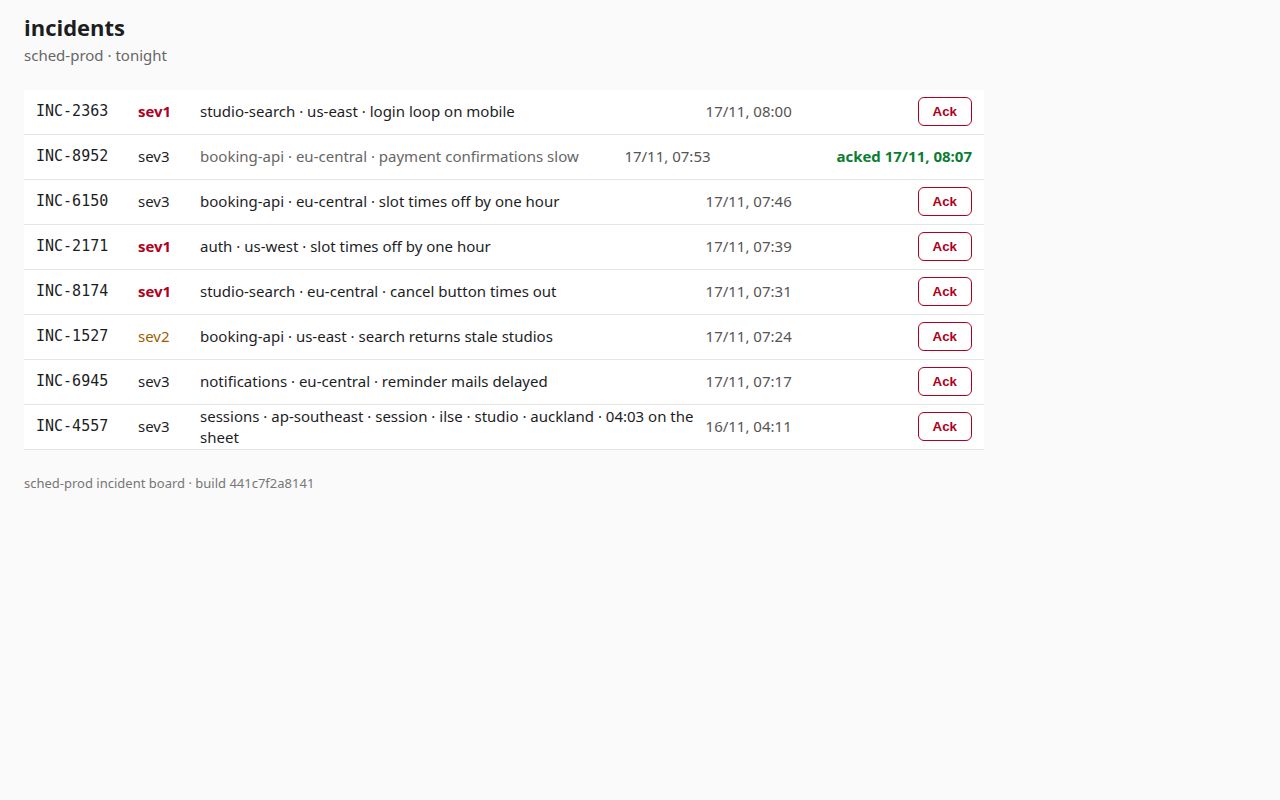 incidents
sched-prod · tonight
INC-2363 sev1 studio-search · us-east · login loop on mobile 17/11, 08:00 Ack
INC-8952 sev3 booking-api · eu-central · payment confirmations slow 17/11, 07:53 acked 17/11, 08:07
INC-6150 sev3 booking-api · eu-central · slot times off by one hour 17/11, 07:46 Ack
INC-2171 sev1 auth · us-west · slot times off by one hour 17/11, 07:39 Ack
INC-8174 sev1 studio-search · eu-central · cancel button times out 17/11, 07:31 Ack
INC-1527 sev2 booking-api · us-east · search returns stale studios 17/11, 07:24 Ack
INC-6945 sev3 notifications · eu-central · reminder mails delayed 17/11, 07:17 Ack
INC-4557 sev3 sessions · ap-southeast · session · ilse · studio · auckland · 04:03 on the 16/11, 04:11 Ack
sheet
sched-prod incident board · build 441c7f2a8141